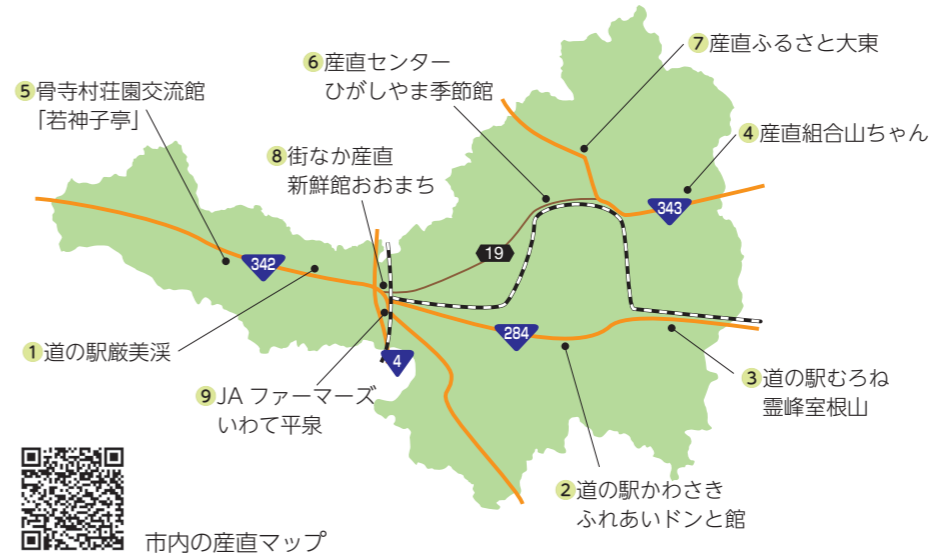 7 産直ふるさと大東
6 産直センター
ひがしやま季節館
5 骨寺村荘園交流館
「若神子亭」
4 産直組合山ちゃん
8 街なか産直
新鮮館おおまち
343
19
342
284
1 道の駅厳美渓
4
3 道の駅むろね
霊峰室根山
9 JA ファーマーズ
いわて平泉
2 道の駅かわさき
ふれあいドンと館
市内の産直マップ